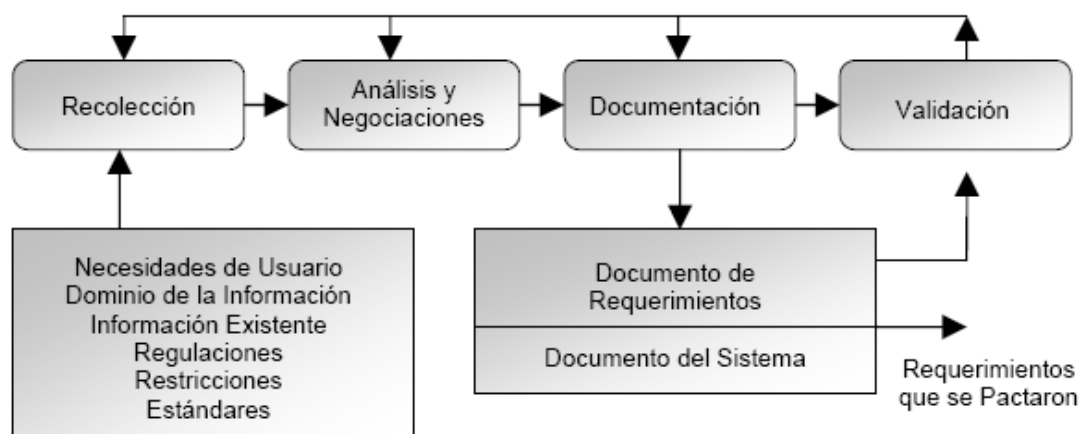 Recolección
Análisis y
Negociaciones
Documentación
Validación
Necesidades de Usuario
Dominio de la Información
Información Existente
Regulaciones
Restricciones
Estándares
Documento de
Requerimientos
Documento del Sistema
Requerimientos
que se Pactaron